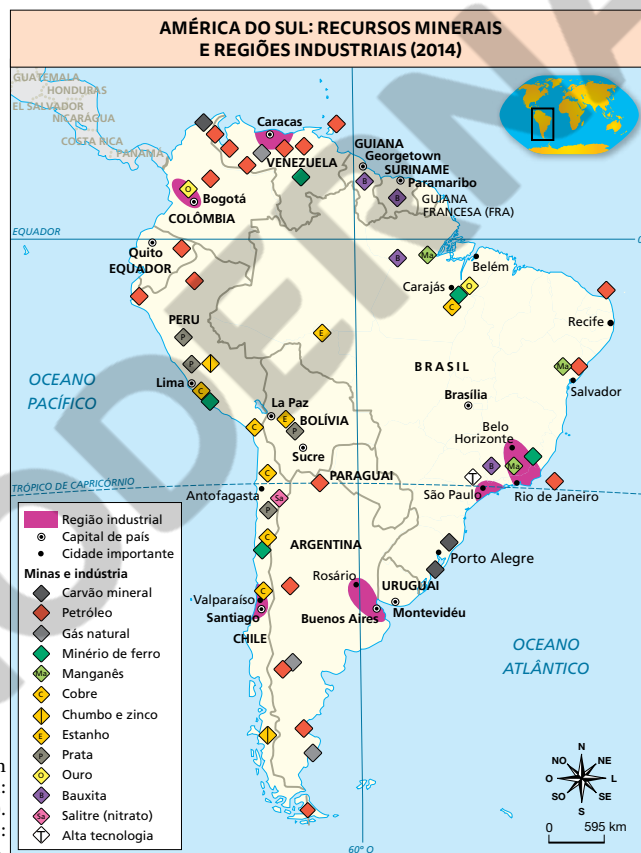 AMÉRICA DO SUL: RECURSOS MINERAIS
E REGIÕES INDUSTRIAIS (2014)
GUATEMALA
HONDURAS
EL SALVADOR
NICARÁGUA
COSTA RICA
PANAMÁ
Caracas
VENEZUELA
GUIANA
Georgetown
SURINAME
Paramaribo
GUIANA
FRANCESA (FRA)
Bogotá
COLÔMBIA
EQUADOR
Quito
EQUADOR
Belém
Carajás
PERU
Recife
BRASIL
OCEANO
PACÍFICO
Lima
Brasília
Salvador
La Paz
BOLÍVIA
Belo
Horizonte
Sucre
TRÓPICO DE CAPRICÓRNIO
PARAGUAI
Antofagasta
São Paulo
Rio de Janeiro
ARGENTINA
Porto Alegre
Rosário
URUGUAI
Valparaíso
Santiago
Buenos Aires
Montevidéu
CHILE
OCEANO
ATLÂNTICO
Região industrial
Capital de país
Cidade importante
Minas e indústria
Carvão mineral
Petróleo
Gás natural
Minério de ferro
Ma Manganês
C Cobre
Chumbo e zinco
E Estanho
P Prata
O Ouro
B Bauxita
Sa Salitre (nitrato)
Alta tecnologia
N
NO NE
O L
SO SE
S
0 595 km
60º O